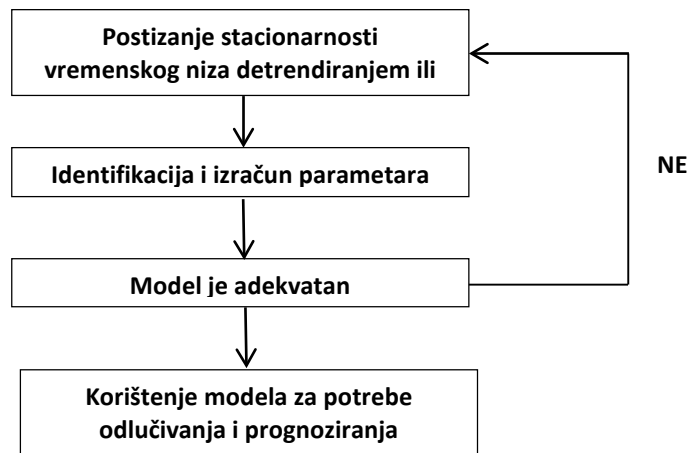 Postizanje stacionarnosti
vremenskog niza detrendiranjem ili
Identifikacija i izračun parametara
NE
Model je adekvatan
Korištenje modela za potrebe
odlučivanja i prognoziranja